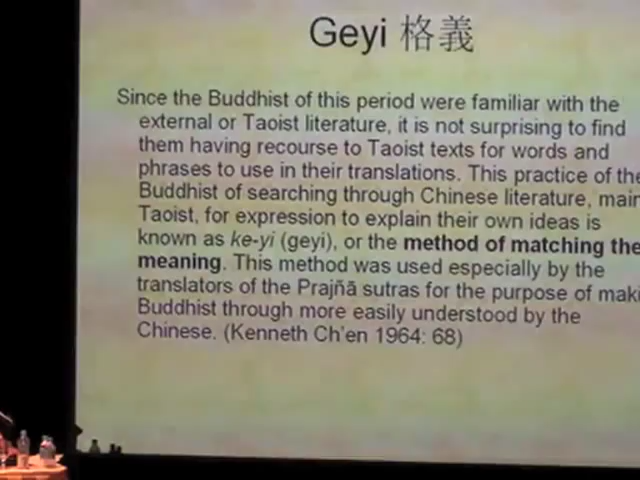 Geyi 格義
Since the Buddhist of this period were familiar with the
external or Taoist literature, it is not surprising to find
them having recourse to Taoist texts for words and
phrases to use in their translations. This practice of the
Buddhist of searching through Chinese literature, main
Taoist, for expression to explain their own ideas is
known as ke-yi (geyi), or the method of matching the
meaning. This method was used especially by the
translators of the Prajñā sutras for the purpose of maki
Buddhist through more easily understood by the
Chinese. (Kenneth Ch'en 1964: 68)